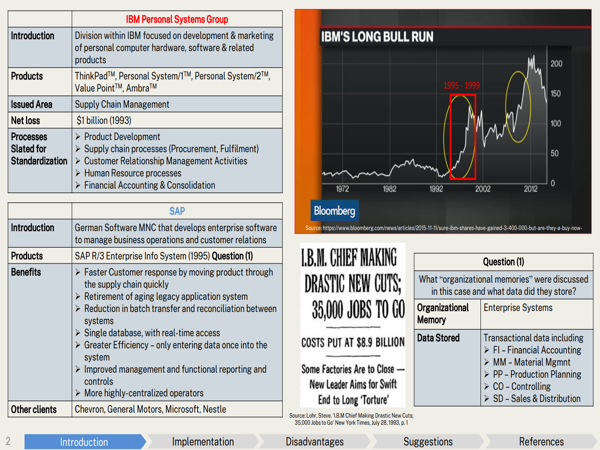 IBM Personal Systems Group
Introduction
Division within IBM focused on development & marketing
of personal computer hardware, software & related
products
Products
ThinkPad™, Personal System/1™, Personal System/2™,
Value Point™, Ambra™
Issued Area
Supply Chain Management
Net loss
$1 billion (1993)
Processes
Slated for
Standardization
➢ Product Development
➢ Supply chain processes (Procurement, Fulfilment)
➢ Customer Relationship Management Activities
➢ Human Resource processes
➢ Financial Accounting & Consolidation
SAP
Introduction
German Software MNC that develops enterprise software
to manage business operations and customer relations
Products
SAP R/3 Enterprise Info System (1995) Question (1)
Benefits
➢ Faster Customer response by moving product through
the supply chain quickly
➢ Retirement of aging legacy application system
➢ Reduction in batch transfer and reconciliation between
systems
➢ Single database, with real-time access
➢ Greater Efficiency – only entering data once into the
system
➢ Improved management and functional reporting and
controls
➢ More highly-centralized operators
Other clients
Chevron, General Motors, Microsoft, Nestle
IBM'S LONG BULL RUN
1995 - 1999
200
150
100
50
0
1972
1982
1992
2002
2012
Bloomberg
Source: https://www.bloomberg.com/news/articles/2015-11-11/sure-ibm-shares-have-gained-3-400-000-but-are-they-a-buy-now-
I.B.M. CHIEF MAKING
DRASTIC NEW CUTS;
35,000 JOBS TO GO
COSTS PUT AT $8.9 BILLION
Some Factories Are to Close —
New Leader Aims for Swift
End to Long 'Torture'
Source: Lohr, Steve, 'I.B.M Chief Making Drastic New Cuts;
35,000 Jobs to Go' New York Times, July 28, 1993, p. 1
Question (1)
What "organizational memories" were discussed
in this case and what data did they store?
Organizational
Memory
Enterprise Systems
Data Stored
Transactional data including
➢ FI – Financial Accounting
➢ MM – Material Mgmnt
➢ PP – Production Planning
➢ CO – Controlling
➢ SD – Sales & Distribution
2
Introduction
Implementation
Disadvantages
Suggestions
References